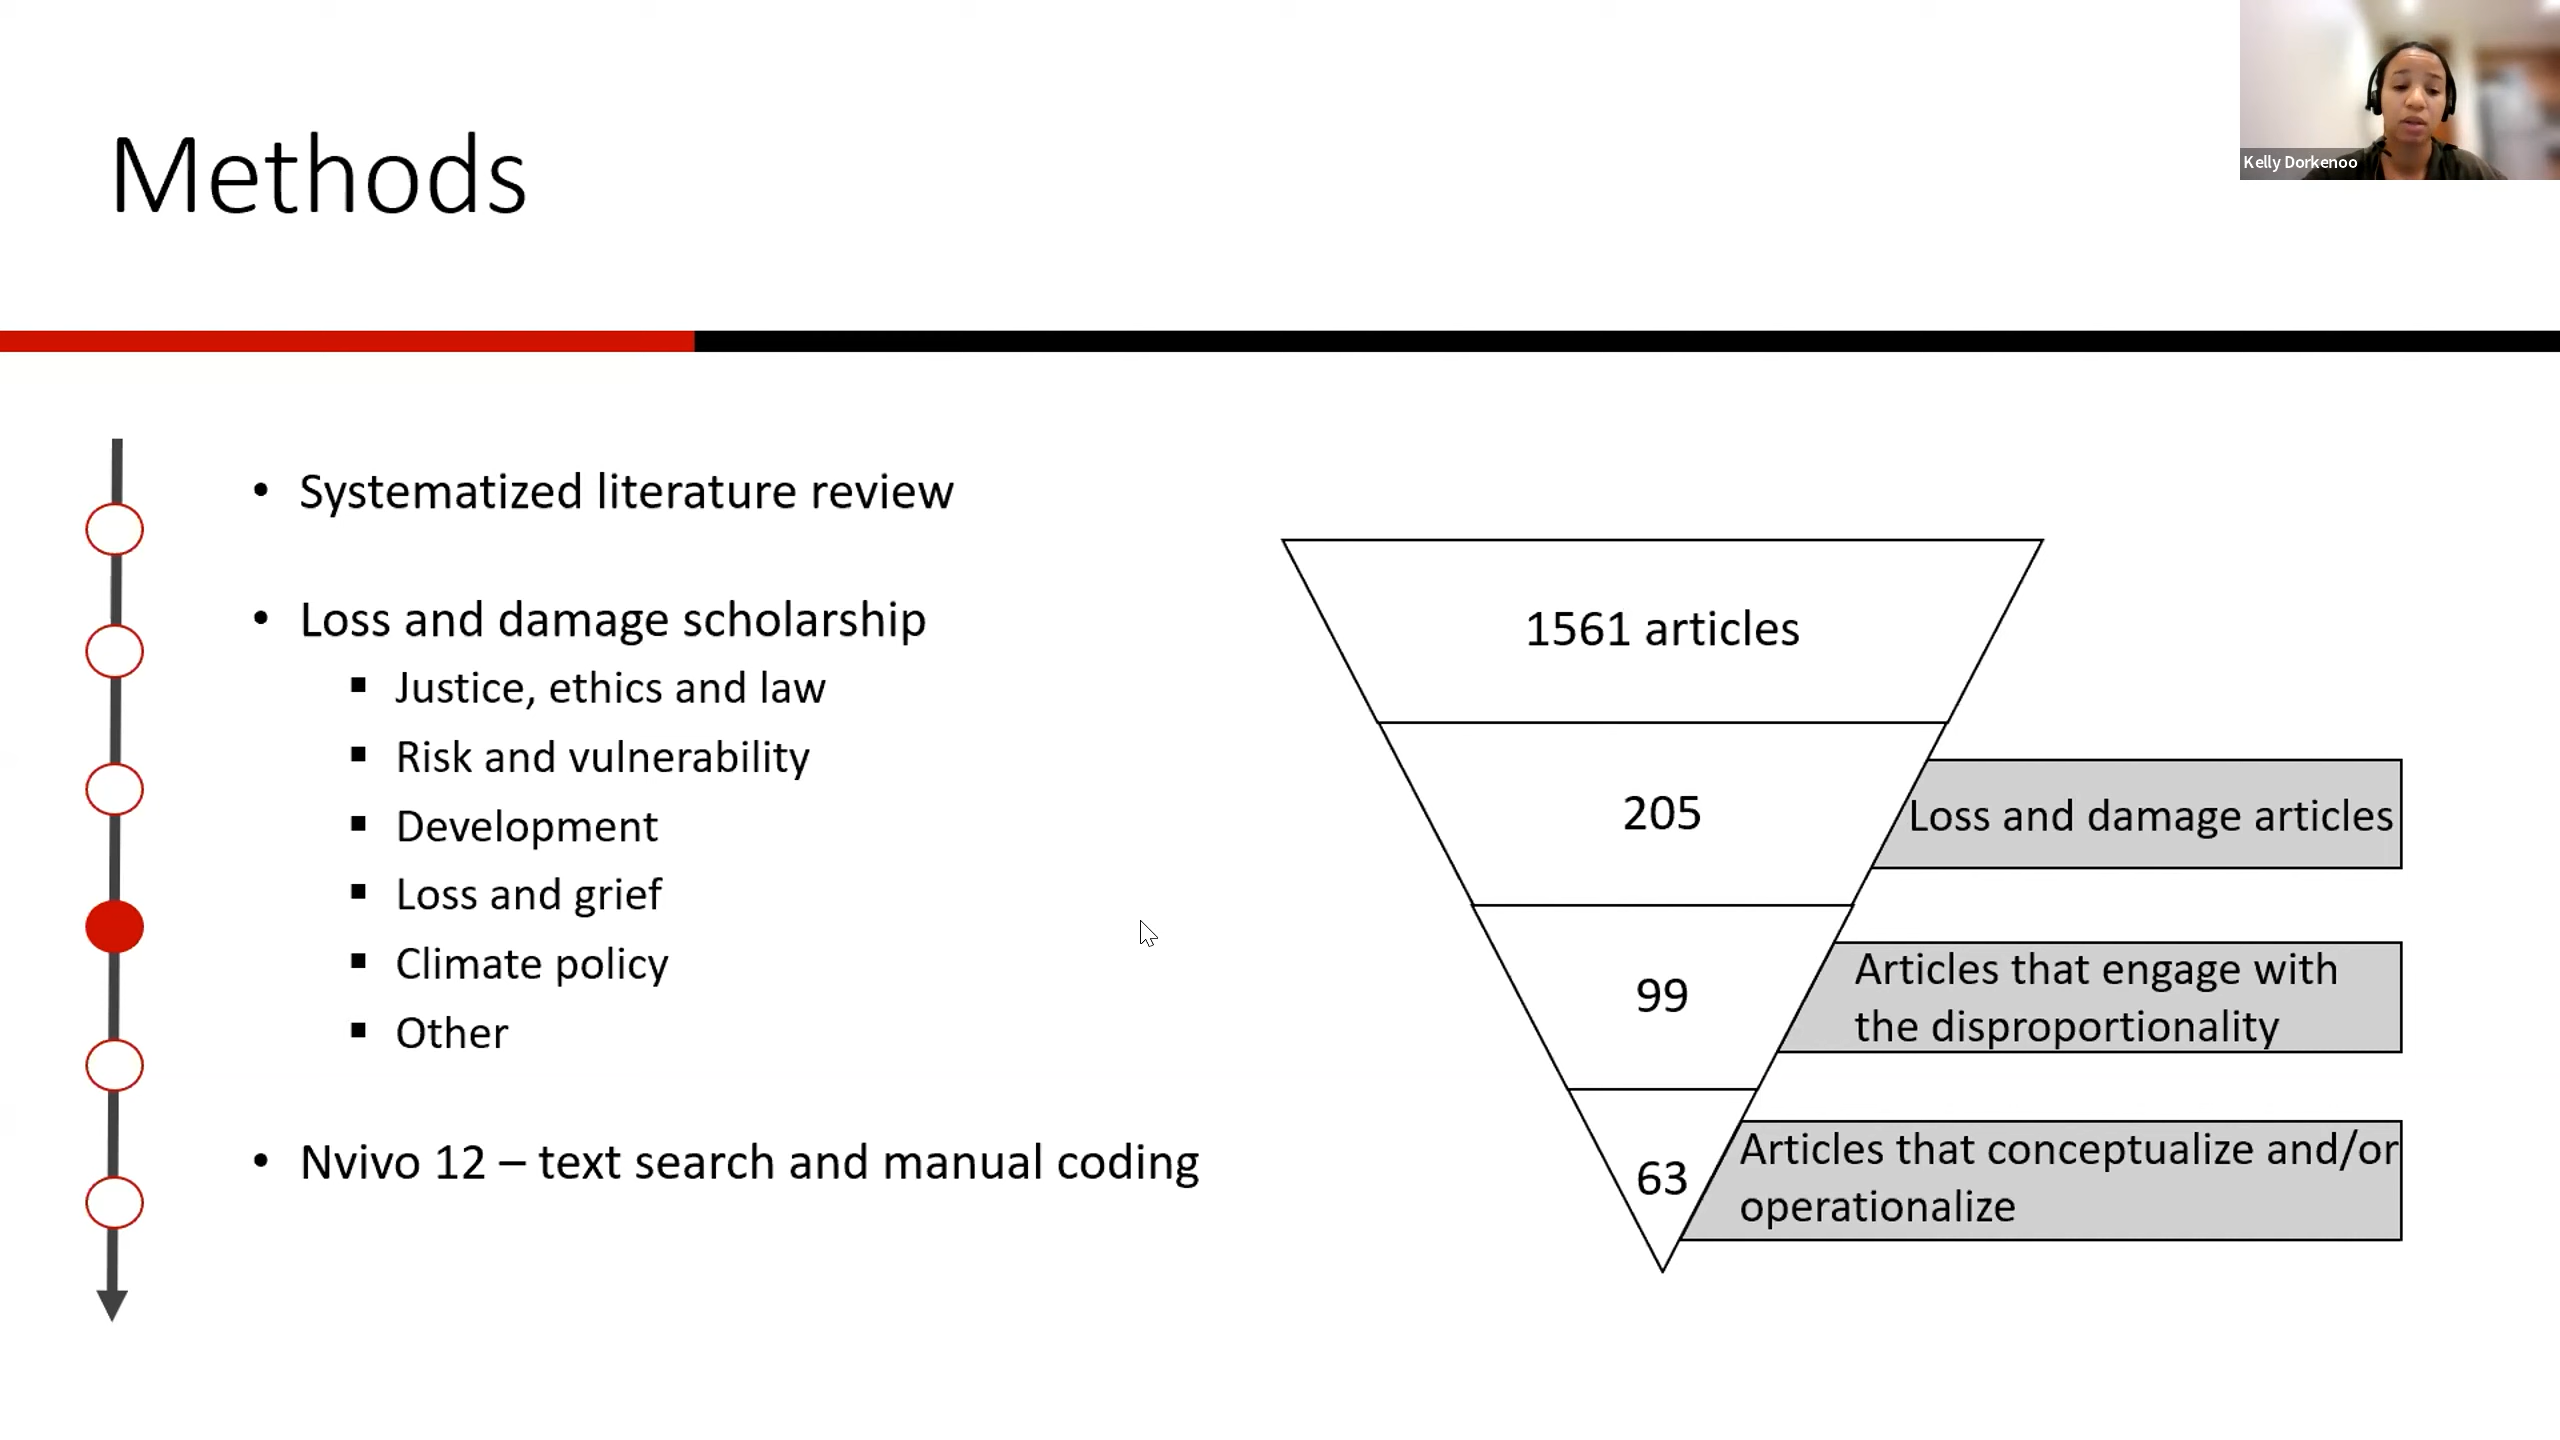 Methods
Kelly Dorkenoo
• Systematized literature review
• Loss and damage scholarship
▪ Justice, ethics and law
▪ Risk and vulnerability
▪ Development
▪ Loss and grief
▪ Climate policy
▪ Other
• Nvivo 12 – text search and manual coding
1561 articles
205
Loss and damage articles
99
Articles that engage with
the disproportionality
63
Articles that conceptualize and/or
operationalize